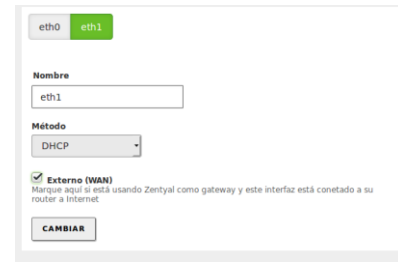 eth0 eth1
Nombre
eth1
Método
DHCP
Externo (WAN)
Marque aquí si está usando Zentyal como gateway y este interfaz está conetado a su
router a Internet
CAMBIAR